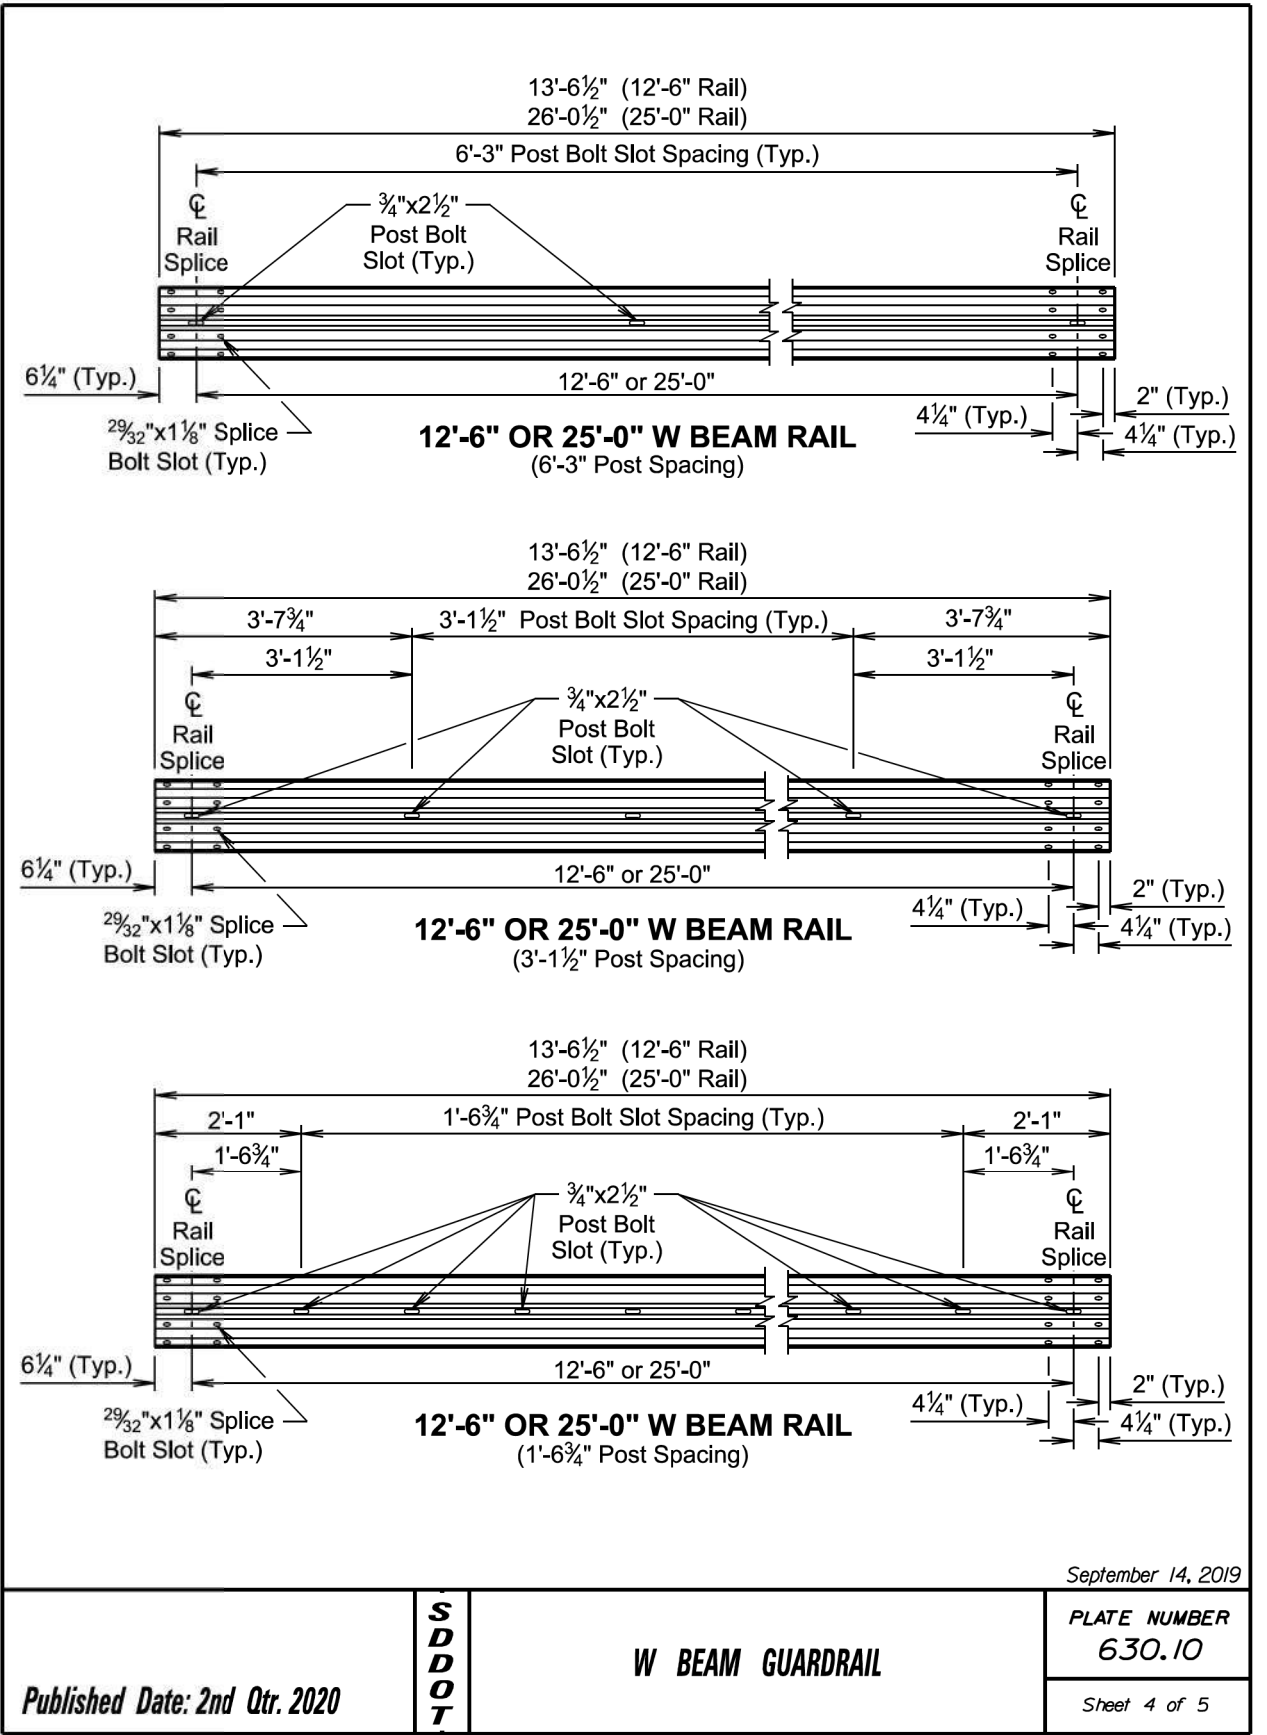 13'-6½" (12'-6" Rail)
26'-0½" (25'-0" Rail)
6'-3" Post Bolt Slot Spacing (Typ.)
℄
Rail
Splice
¾"x2½"
Post Bolt
Slot (Typ.)
℄
Rail
Splice
6¼" (Typ.)
12'-6" or 25'-0"
2" (Typ.)
4¼" (Typ.)
4¼" (Typ.)
29/32"x1⅛" Splice
Bolt Slot (Typ.)
12'-6" OR 25'-0" W BEAM RAIL
(6'-3" Post Spacing)
13'-6½" (12'-6" Rail)
26'-0½" (25'-0" Rail)
3'-7¾"
3'-1½" Post Bolt Slot Spacing (Typ.)
3'-7¾"
3'-1½"
3'-1½"
℄
Rail
Splice
¾"x2½"
Post Bolt
Slot (Typ.)
℄
Rail
Splice
6¼" (Typ.)
12'-6" or 25'-0"
2" (Typ.)
4¼" (Typ.)
4¼" (Typ.)
29/32"x1⅛" Splice
Bolt Slot (Typ.)
12'-6" OR 25'-0" W BEAM RAIL
(3'-1½" Post Spacing)
13'-6½" (12'-6" Rail)
26'-0½" (25'-0" Rail)
2'-1"
1'-6¾" Post Bolt Slot Spacing (Typ.)
2'-1"
1'-6¾"
1'-6¾"
℄
Rail
Splice
¾"x2½"
Post Bolt
Slot (Typ.)
℄
Rail
Splice
6¼" (Typ.)
12'-6" or 25'-0"
2" (Typ.)
4¼" (Typ.)
4¼" (Typ.)
29/32"x1⅛" Splice
Bolt Slot (Typ.)
12'-6" OR 25'-0" W BEAM RAIL
(1'-6¾" Post Spacing)
September 14, 2019
Published Date: 2nd Qtr. 2020
SDDOT
W BEAM GUARDRAIL
PLATE NUMBER
630.10
Sheet 4 of 5